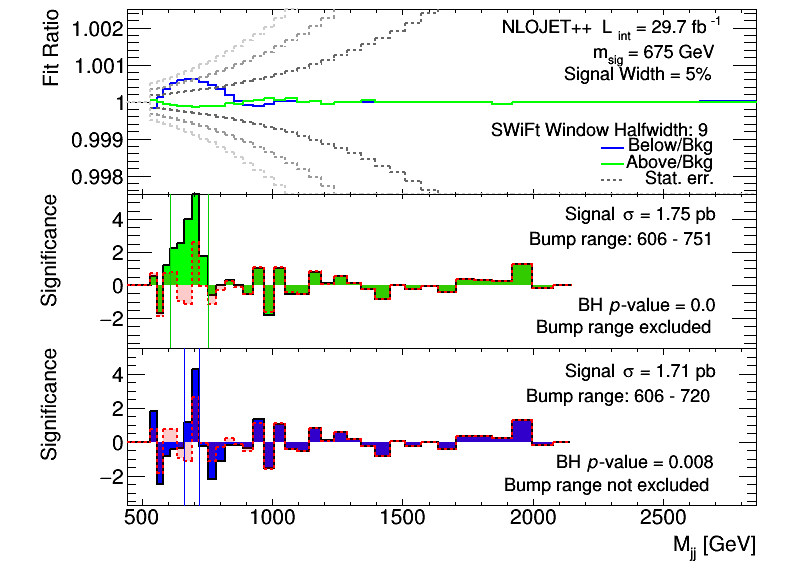 Fit Ratio
1.002
1.001
1
0.999
0.998
NLOJET++ L int = 29.7 fb -1
m sig = 675 GeV
Signal Width = 5%
SWiFt Window Halfwidth: 9
Below/Bkg
Above/Bkg
Stat. err.
Significance
4
2
0
−2
Signal σ = 1.75 pb
Bump range: 606 - 751
BH p-value = 0.0
Bump range excluded
Significance
4
2
0
−2
Signal σ = 1.71 pb
Bump range: 606 - 720
BH p-value = 0.008
Bump range not excluded
500 1000 1500 2000 2500
Mjj [GeV]